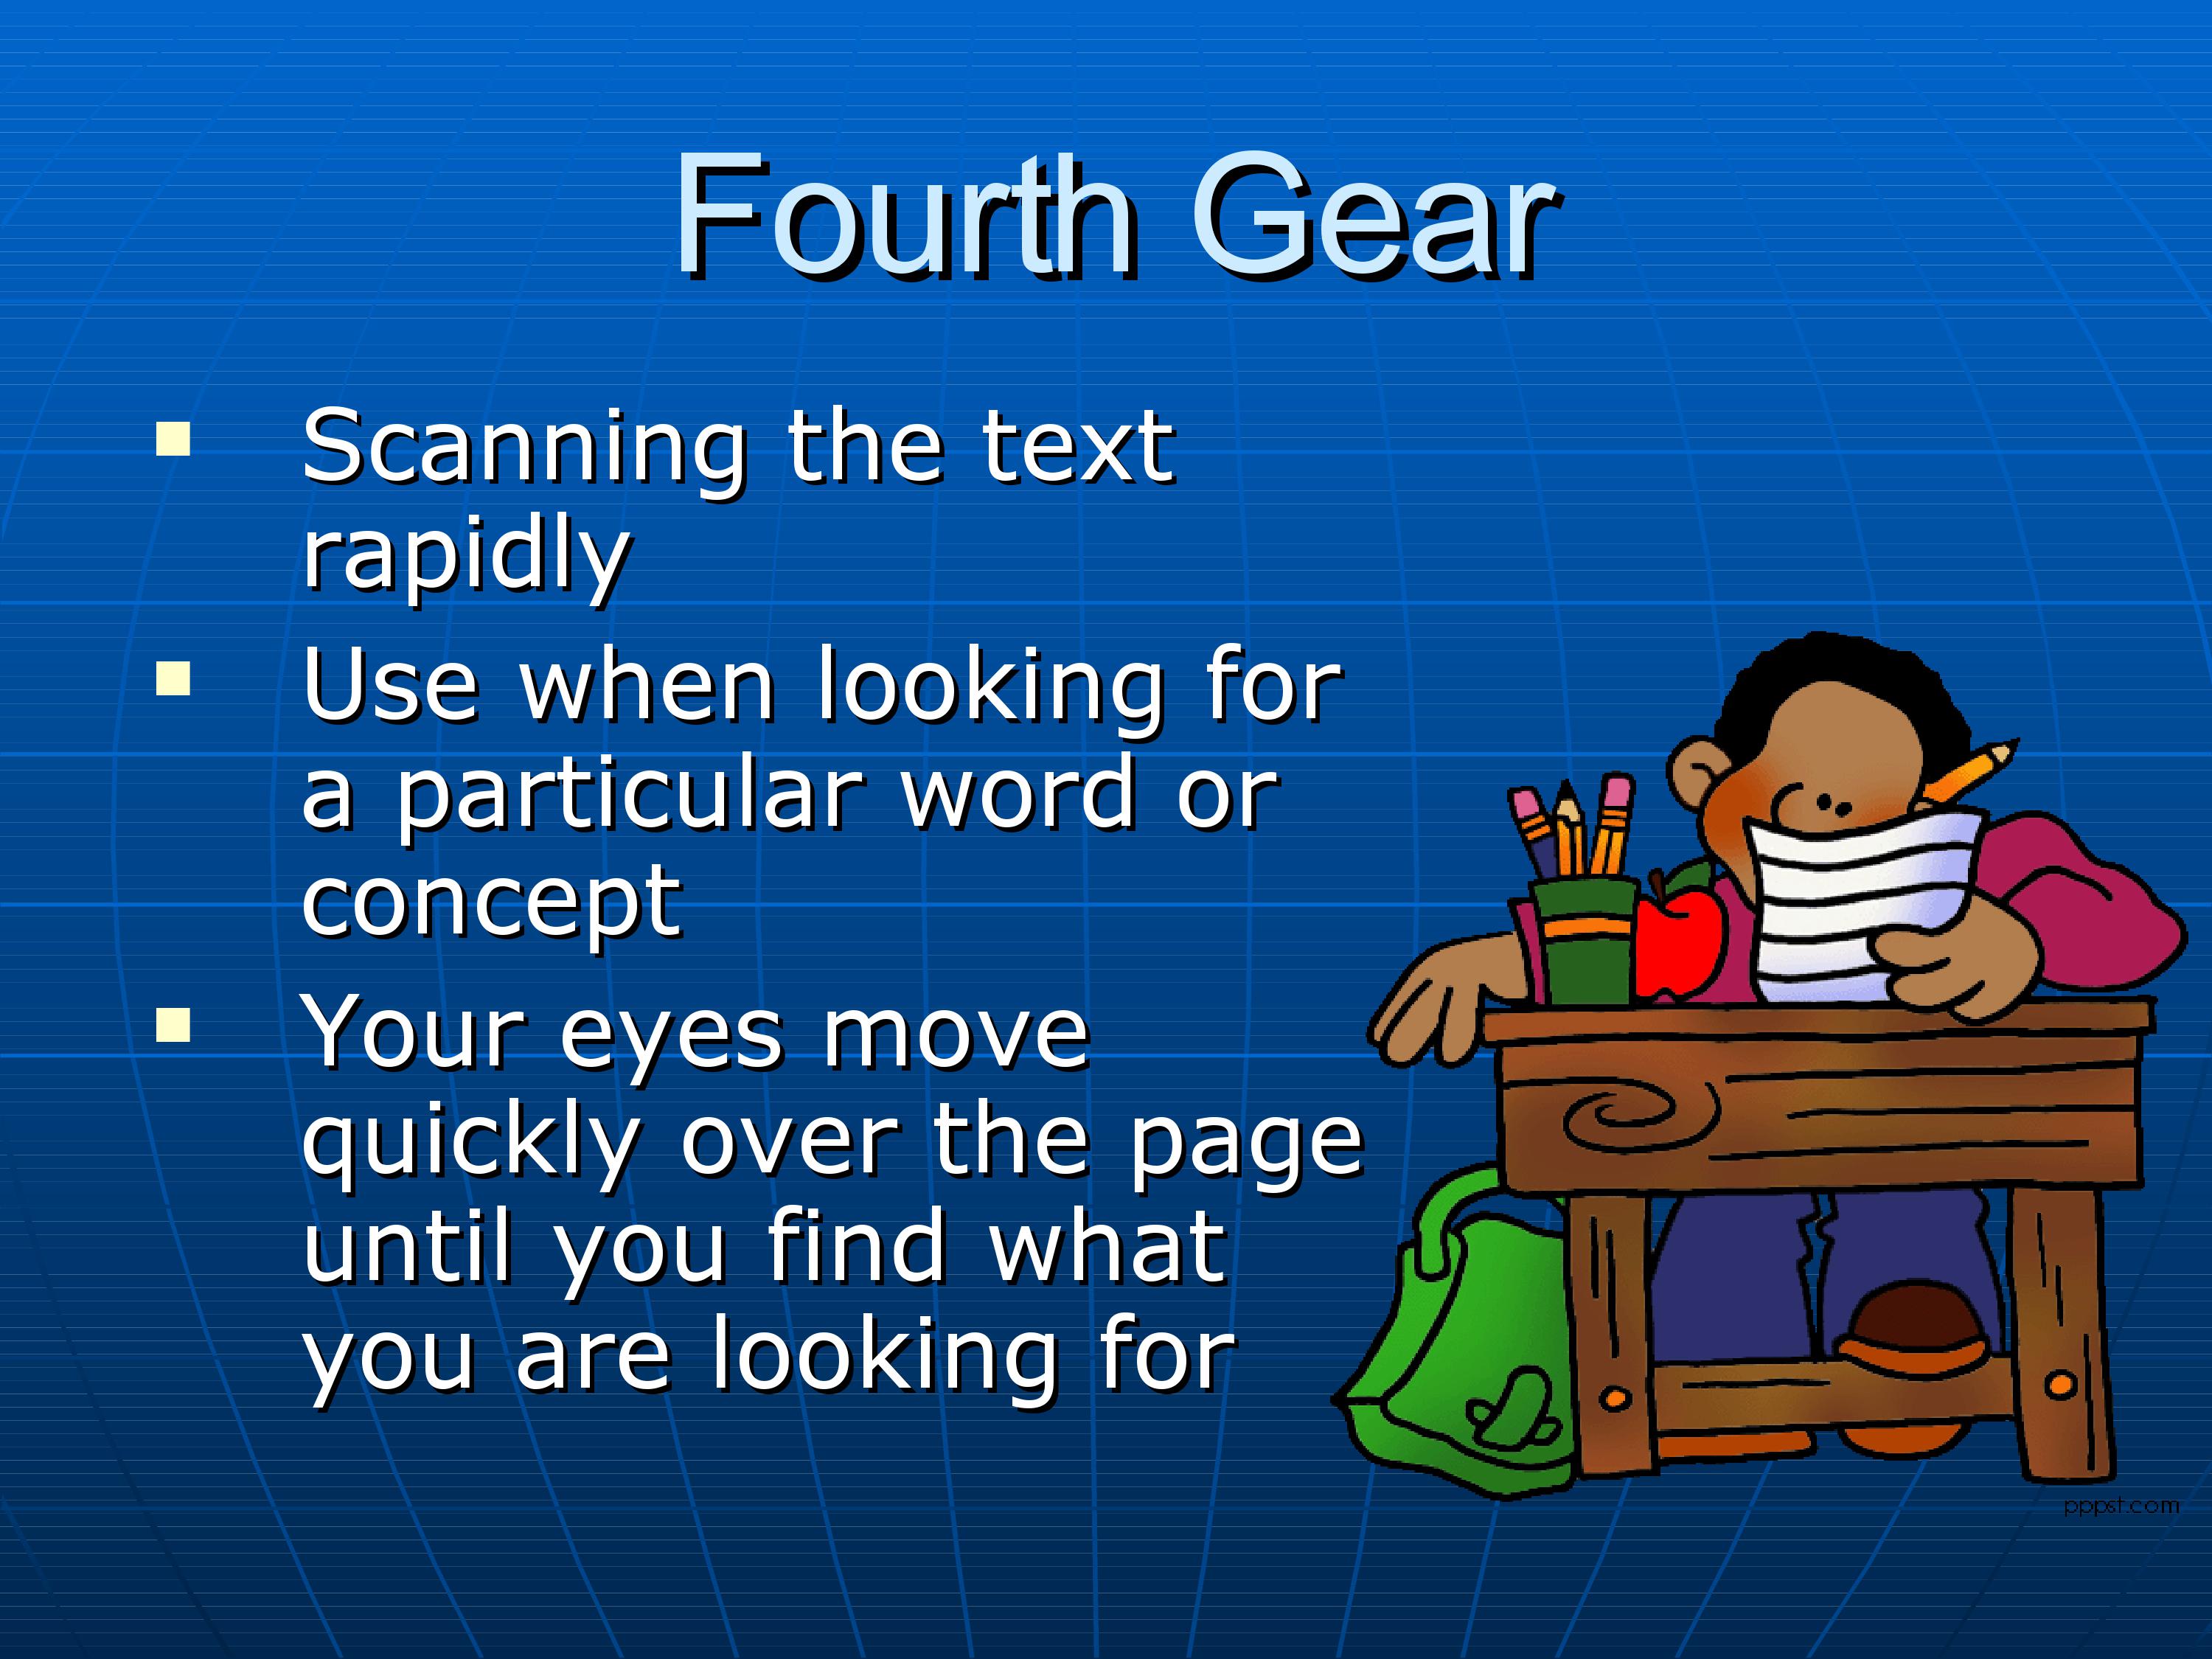 Fourth Gear
Scanning the text
rapidly
Use when looking for
a particular word or
concept
Your eyes move
quickly over the page
until you find what
you are looking for
pppst.com